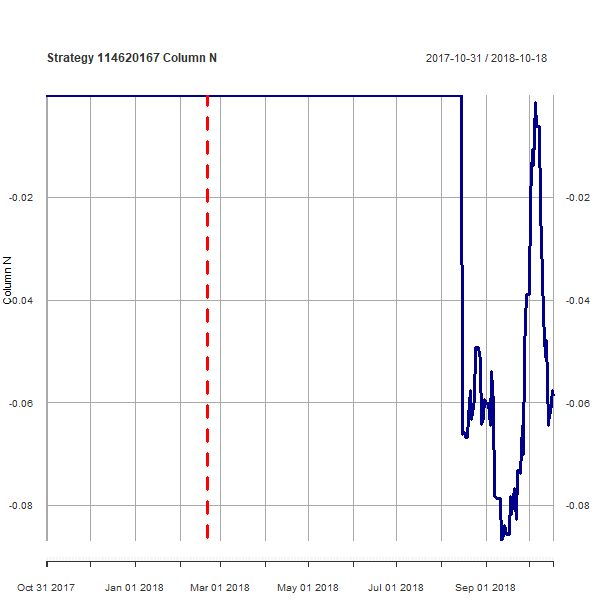 Strategy 114620167 Column N
2017-10-31 / 2018-10-18
-0.02
-0.02
Column N
-0.04
-0.04
-0.06
-0.06
-0.08
-0.08
Oct 31 2017
Jan 01 2018
Mar 01 2018
May 01 2018
Jul 01 2018
Sep 01 2018